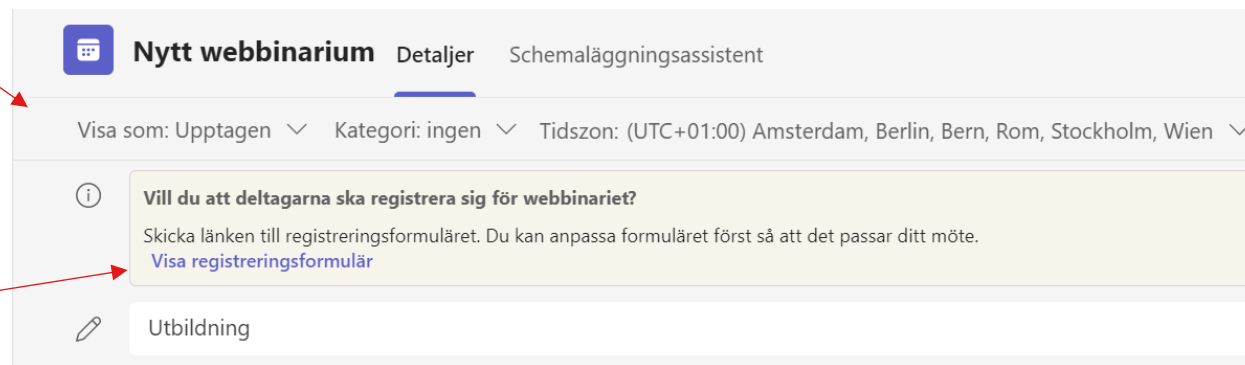 Nytt webbinarium Detaljer Schemaläggningsassistent
Visa som: Upptagen Kategori: ingen Tidszon: (UTC+01:00) Amsterdam, Berlin, Bern, Rom, Stockholm, Wien
Vill du att deltagarna ska registrera sig för webbinariet?
Skicka länken till registreringsformuläret. Du kan anpassa formuläret först så att det passar ditt möte.
Visa registreringsformulär
Utbildning